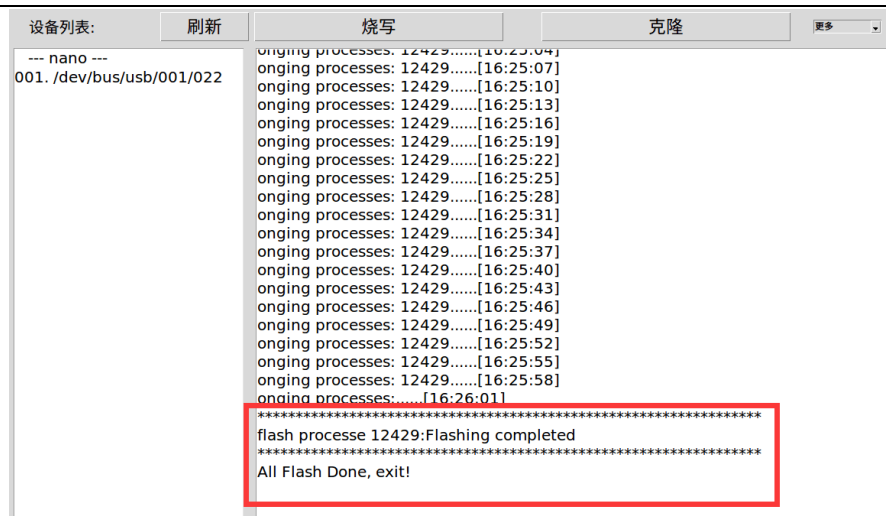 设备列表: 刷新 烧写 克隆 更多
--- nano ---
001. /dev/bus/usb/001/022
onging processes: 12429......[16:25:04]
onging processes: 12429......[16:25:07]
onging processes: 12429......[16:25:10]
onging processes: 12429......[16:25:13]
onging processes: 12429......[16:25:16]
onging processes: 12429......[16:25:19]
onging processes: 12429......[16:25:22]
onging processes: 12429......[16:25:25]
onging processes: 12429......[16:25:28]
onging processes: 12429......[16:25:31]
onging processes: 12429......[16:25:34]
onging processes: 12429......[16:25:37]
onging processes: 12429......[16:25:40]
onging processes: 12429......[16:25:43]
onging processes: 12429......[16:25:46]
onging processes: 12429......[16:25:49]
onging processes: 12429......[16:25:52]
onging processes: 12429......[16:25:55]
onging processes: 12429......[16:25:58]
onging processes:......[16:26:01]
******************************************************************
flash processe 12429:Flashing completed
******************************************************************
All Flash Done, exit!